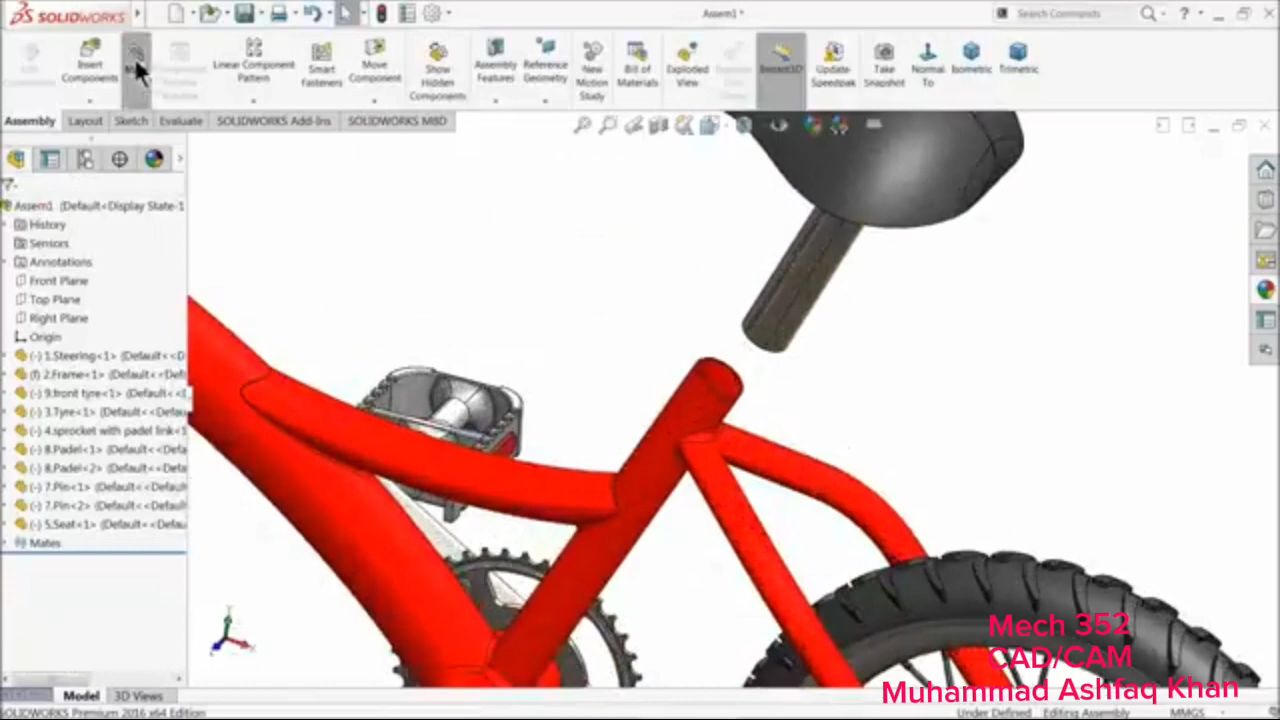 SOLIDWORKS
Assem1 *
Search Commands
?
Insert Components
Linear Component Pattern
Smart Fasteners
Move Component
Show Hidden Components
Assembly Features
Reference Geometry
New Motion Study
Bill of Materials
Exploded View
Instant3D
Update Speedpak
Take Snapshot
Normal To
Isometric
Trimetric
Assembly
Layout
Sketch
Evaluate
SOLIDWORKS Add-Ins
SOLIDWORKS MBD
Assem1 (Default<Display State-1
History
Sensors
Annotations
Front Plane
Top Plane
Right Plane
Origin
(-) 1.Steering<1> (Default<<D
(f) 2.Frame<1> (Default<<Def
(-) 9.front tyre<1> (Default<<
(-) 3.Tyre<1> (Default<<Defau
(-) 4.sprocket with padel link<1
(-) 8.Padel<1> (Default<<Defa
(-) 8.Padel<2> (Default<<Defa
(-) 7.Pin<1> (Default<<Defaul
(-) 7.Pin<2> (Default<<Defaul
(-) 5.Seat<1> (Default<<Defau
Mates
Mech 352
CAD/CAM
Muhammad Ashfaq Khan
Model
3D Views
SOLIDWORKS Premium 2016 x64 Edition
Under Defined
Editing Assembly
MMGS